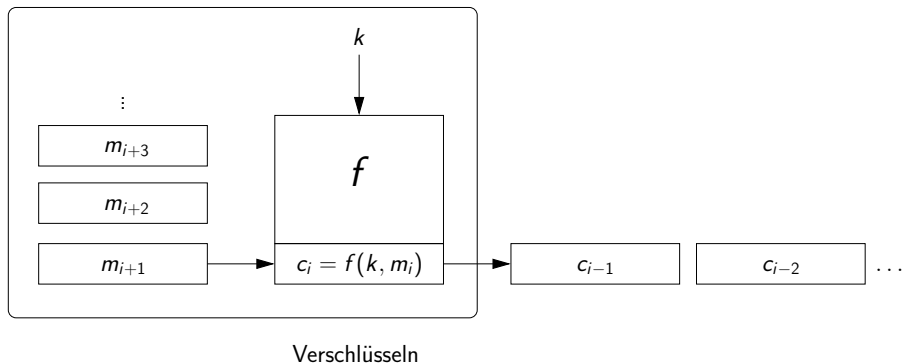 k
⋮
m_{i+3}
f
m_{i+2}
m_{i+1}
c_i = f(k, m_i)
c_{i−1}
c_{i−2}
...
Verschlüsseln